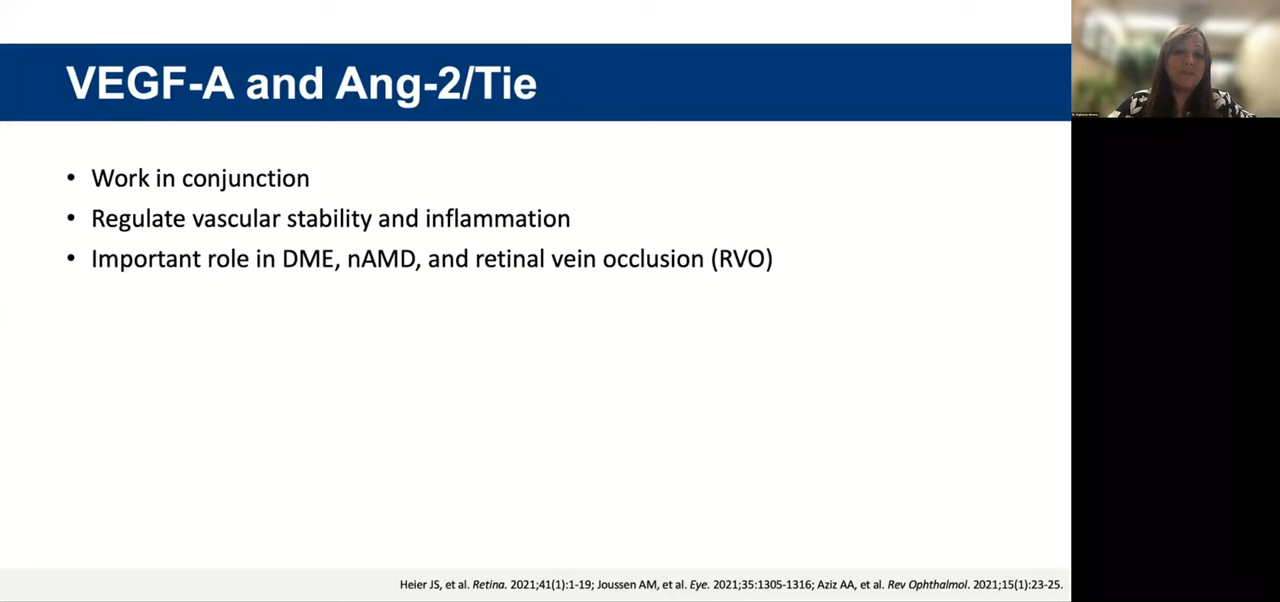 VEGF-A and Ang-2/Tie
• Work in conjunction
• Regulate vascular stability and inflammation
• Important role in DME, nAMD, and retinal vein occlusion (RVO)
Heier JS, et al. Retina. 2021;41(1):1-19; Joussen AM, et al. Eye. 2021;35:1305-1316; Aziz AA, et al. Rev Ophthalmol. 2021;15(1):23-25.